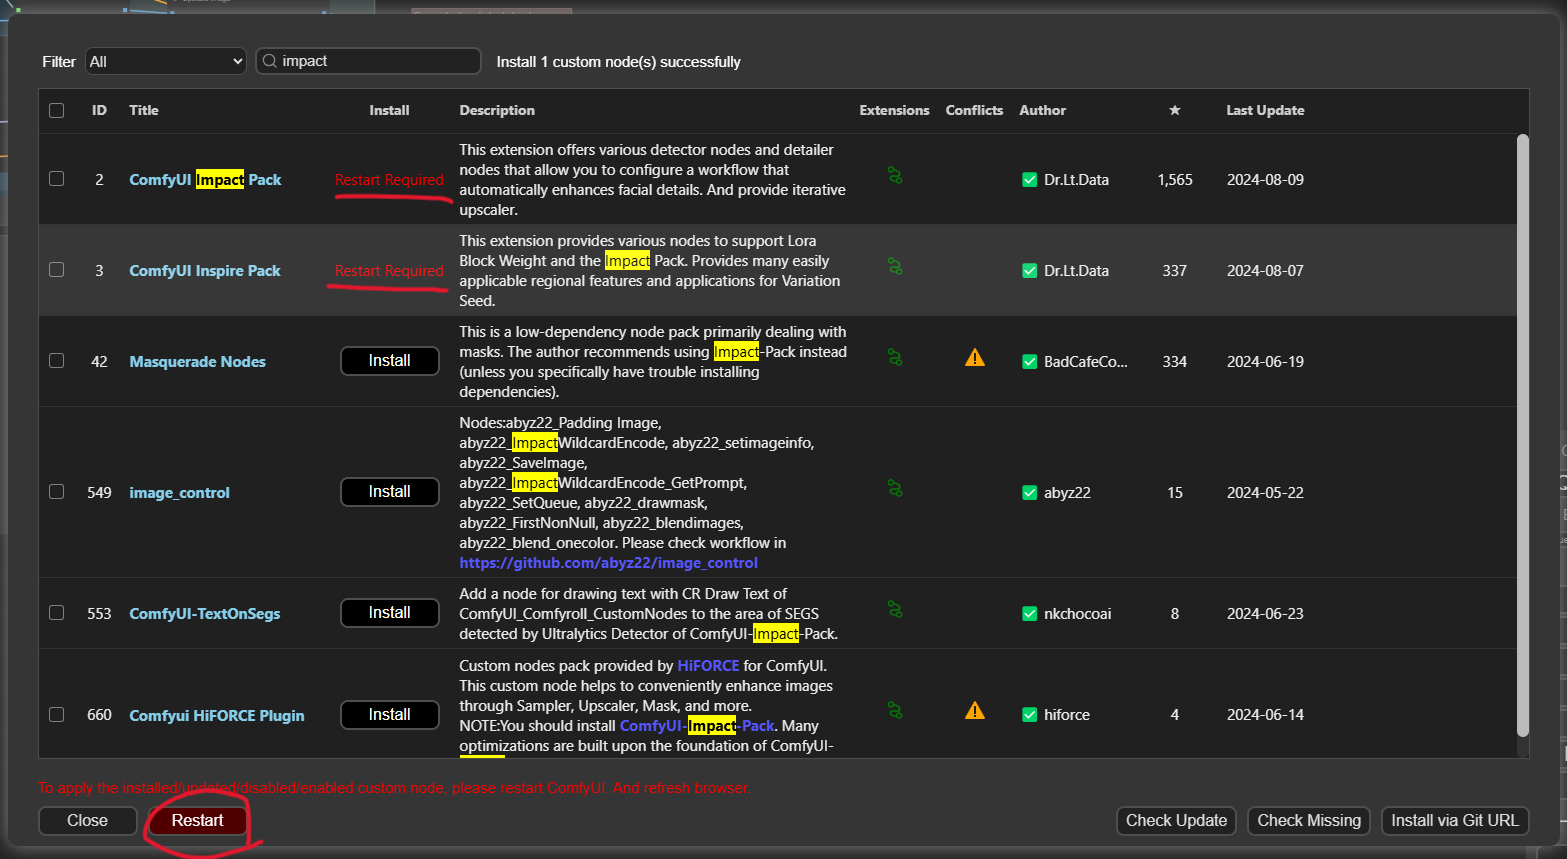 Filter All impact Install 1 custom node(s) successfully
ID Title Install Description Extensions Conflicts Author ★ Last Update
2 ComfyUI Impact Pack Restart Required
This extension offers various detector nodes and detailer
nodes that allow you to configure a workflow that
automatically enhances facial details. And provide iterative
upscaler.
Dr.Lt.Data 1,565 2024-08-09
3 ComfyUI Inspire Pack Restart Required
This extension provides various nodes to support Lora
Block Weight and the Impact Pack. Provides many easily
applicable regional features and applications for Variation
Seed.
Dr.Lt.Data 337 2024-08-07
42 Masquerade Nodes Install
This is a low-dependency node pack primarily dealing with
masks. The author recommends using Impact-Pack instead
(unless you specifically have trouble installing
dependencies).
BadCafeCo... 334 2024-06-19
549 image_control Install
Nodes:abyz22_Padding Image,
abyz22_ImpactWildcardEncode, abyz22_setimageinfo,
abyz22_SaveImage,
abyz22_ImpactWildcardEncode_GetPrompt,
abyz22_SetQueue, abyz22_drawmask,
abyz22_FirstNonNull, abyz22_blendimages,
abyz22_blend_onecolor. Please check workflow in
https://github.com/abyz22/image_control
abyz22 15 2024-05-22
553 ComfyUI-TextOnSegs Install
Add a node for drawing text with CR Draw Text of
ComfyUI_Comfyroll_CustomNodes to the area of SEGS
detected by Ultralytics Detector of ComfyUI-Impact-Pack.
nkchocoai 8 2024-06-23
660 Comfyui HiFORCE Plugin Install
Custom nodes pack provided by HiFORCE for ComfyUI.
This custom node helps to conveniently enhance images
through Sampler, Upscaler, Mask, and more.
NOTE:You should install ComfyUI-Impact-Pack. Many
optimizations are built upon the foundation of ComfyUI-
hiforce 4 2024-06-14
To apply the installed/updated/disabled/enabled custom node, please restart ComfyUI. And refresh browser.
Close Restart Check Update Check Missing Install via Git URL